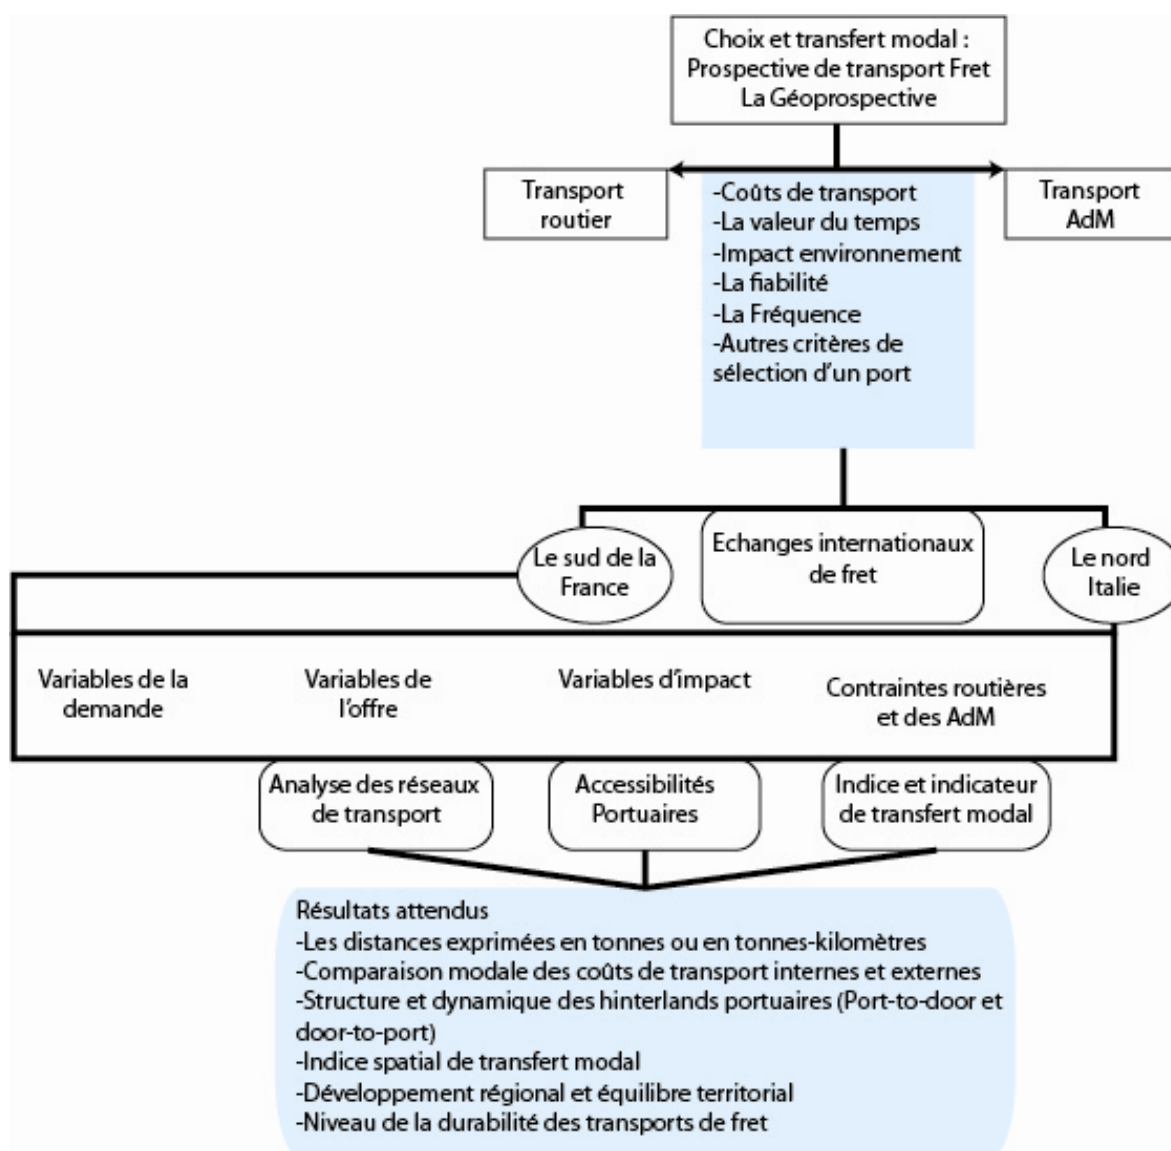 Choix et transfert modal :
Prospective de transport Fret
La Géoprospective
Transport
routier
-Coûts de transport
-La valeur du temps
-Impact environnement
-La fiabilité
-La Fréquence
-Autres critères de
sélection d'un port
Transport
AdM
Le sud de la
France
Echanges internationaux
de fret
Le nord
Italie
Variables de la
demande
Variables de
l'offre
Variables d'impact
Contraintes routières
et des AdM
Analyse des réseaux
de transport
Accessibilités
Portuaires
Indice et indicateur
de transfert modal
Résultats attendus
-Les distances exprimées en tonnes ou en tonnes-kilomètres
-Comparaison modale des coûts de transport internes et externes
-Structure et dynamique des hinterlands portuaires (Port-to-door et
door-to-port)
-Indice spatial de transfert modal
-Développement régional et équilibre territorial
-Niveau de la durabilité des transports de fret